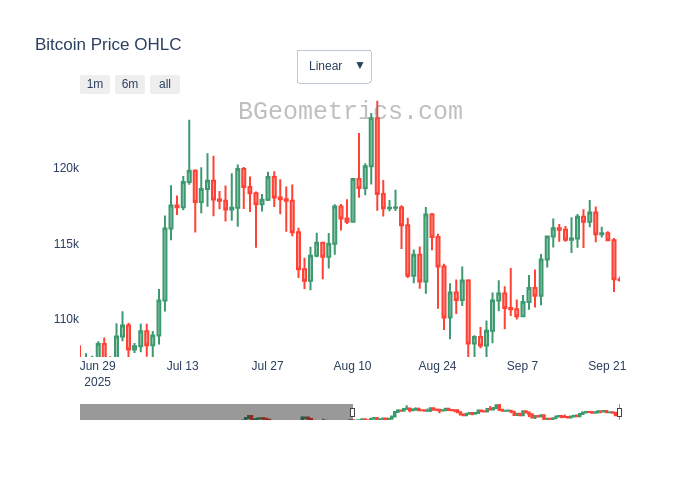 Bitcoin Price OHLC
Linear ▼
1m 6m all
BGeometrics.com
120k
115k
110k
Jun 29 Jul 13 Jul 27 Aug 10 Aug 24 Sep 7 Sep 21
2025